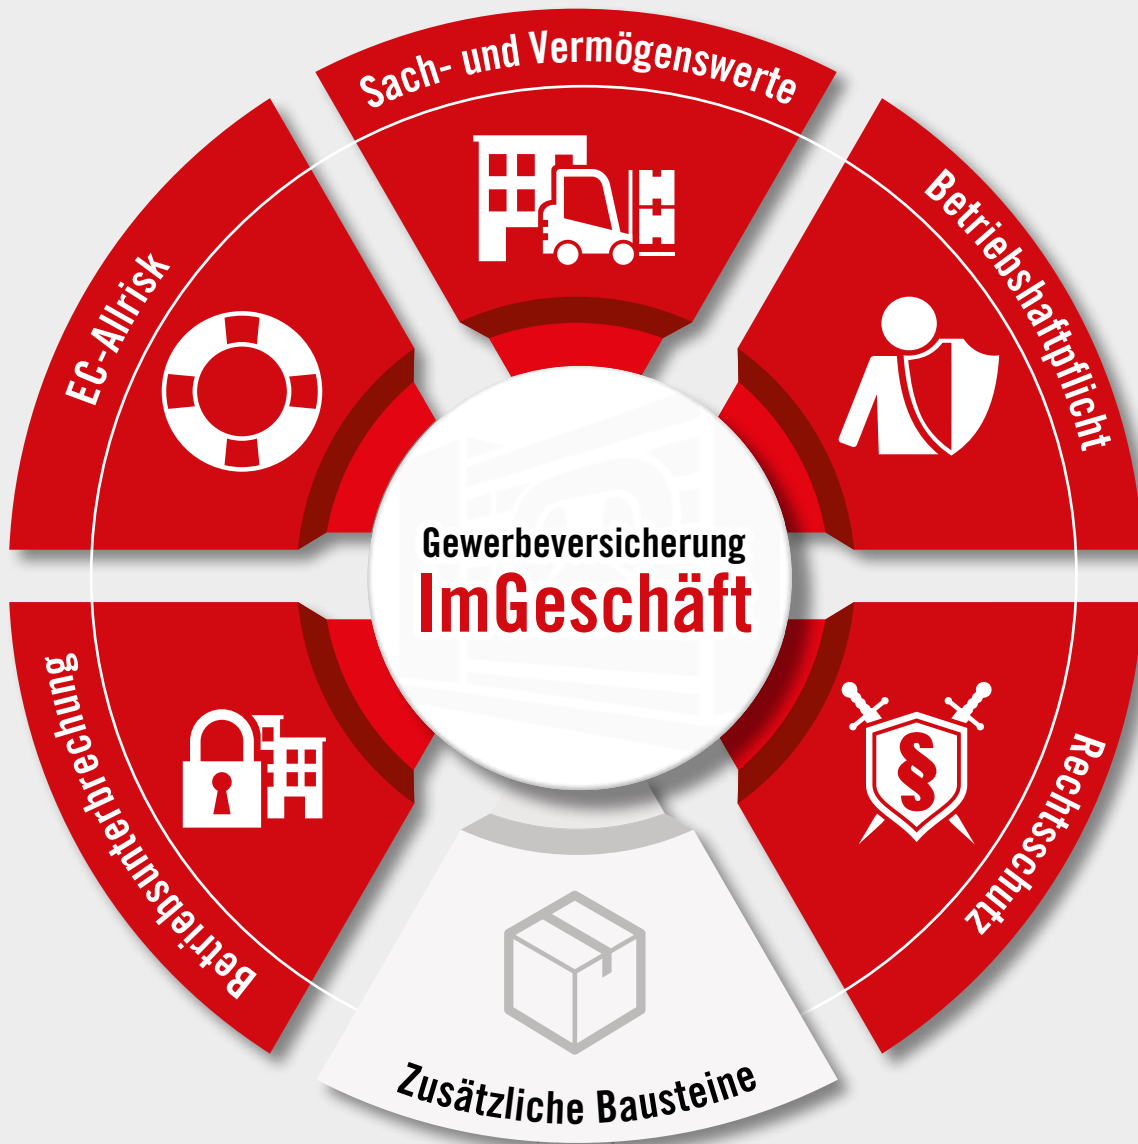 Sach- und Vermögenswerte
Betriebshaftpflicht
Rechtsschutz
Zusätzliche Bausteine
Betriebsunterbrechung
EC-Allrisk
Gewerbeversicherung
ImGeschäft
§